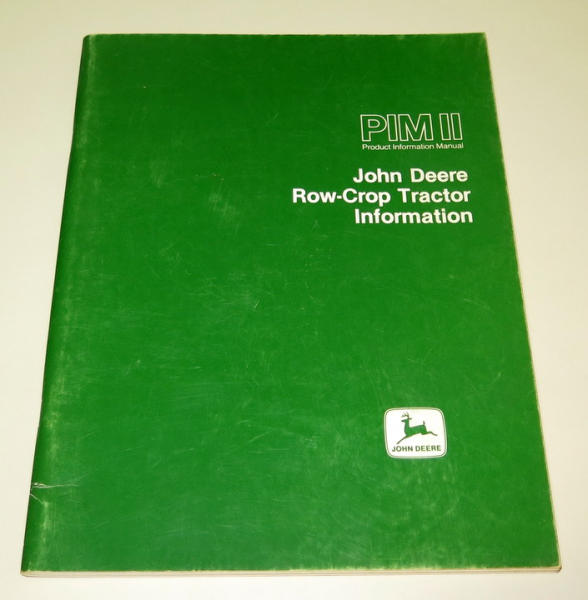 PIM II
Product Information Manual
John Deere
Row-Crop Tractor
Information
JOHN DEERE